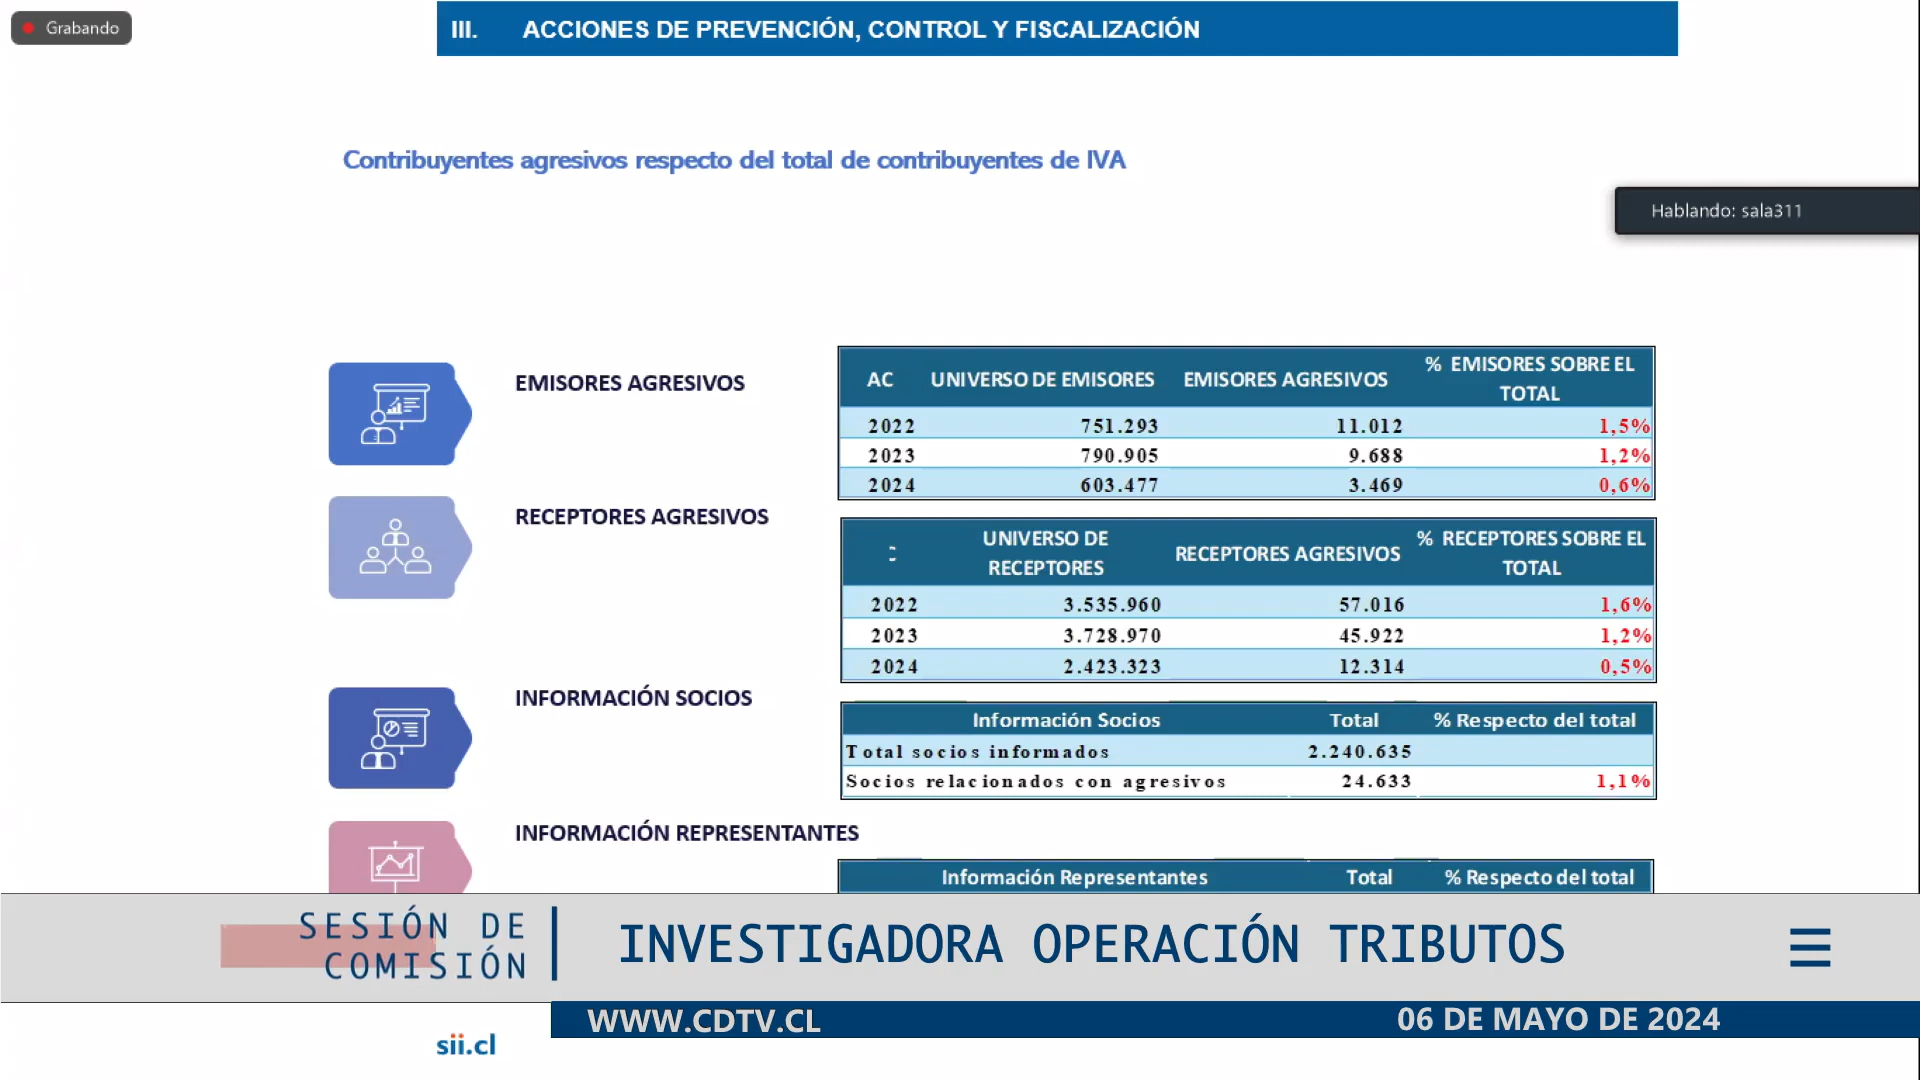 Grabando
III. ACCIONES DE PREVENCIÓN, CONTROL Y FISCALIZACIÓN
Contribuyentes agresivos respecto del total de contribuyentes de IVA
Hablando: sala311
EMISORES AGRESIVOS
AC UNIVERSO DE EMISORES EMISORES AGRESIVOS % EMISORES SOBRE EL TOTAL
2022 751.293 11.012 1,5%
2023 790.905 9.688 1,2%
2024 603.477 3.469 0,6%
RECEPTORES AGRESIVOS
UNIVERSO DE RECEPTORES RECEPTORES AGRESIVOS % RECEPTORES SOBRE EL TOTAL
2022 3.535.960 57.016 1,6%
2023 3.728.970 45.922 1,2%
2024 2.423.323 12.314 0,5%
INFORMACIÓN SOCIOS
Información Socios Total % Respecto del total
Total socios informados 2.240.635
Socios relacionados con agresivos 24.633 1,1%
INFORMACIÓN REPRESENTANTES
Información Representantes Total % Respecto del total
SESIÓN DE
COMISIÓN
INVESTIGADORA OPERACIÓN TRIBUTOS
WWW.CDTV.CL
06 DE MAYO DE 2024
sii.cl